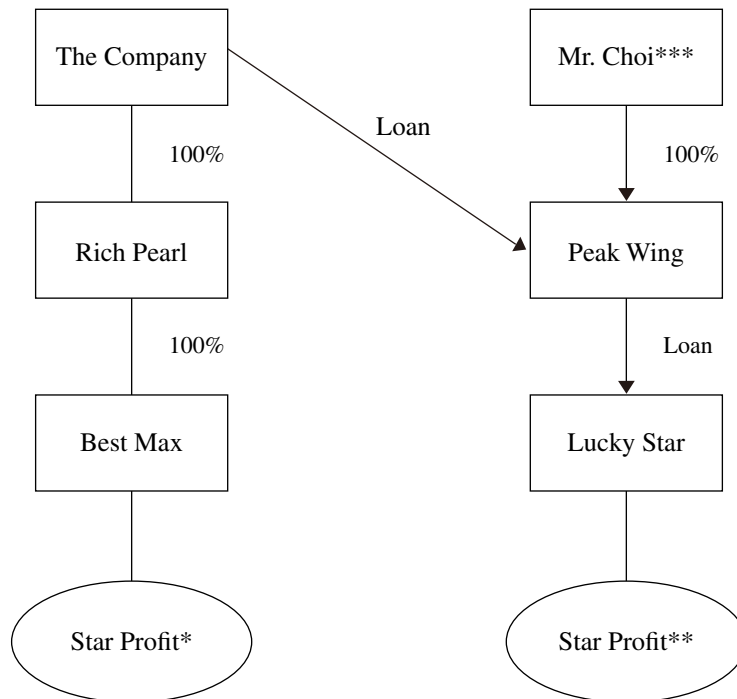 The Company
Mr. Choi***
Loan
100%
100%
Rich Pearl
Peak Wing
100%
Loan
Best Max
Lucky Star
Star Profit*
Star Profit**